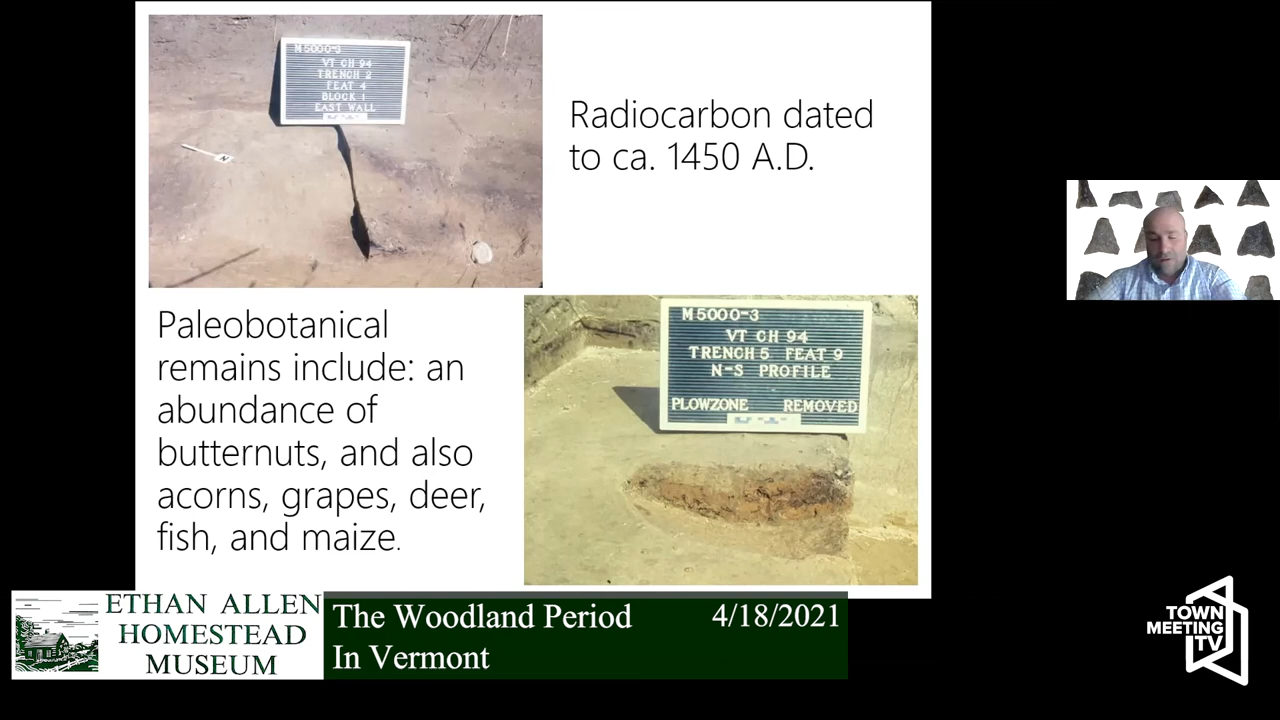 M5000-3
VT CH 94
TRENCH 2
FEAT 4
BLOCK 1
EAST WALL
N
Radiocarbon dated
to ca. 1450 A.D.
Paleobotanical
remains include: an
abundance of
butternuts, and also
acorns, grapes, deer,
fish, and maize.
M5000-3
VT CH 94
TRENCH 5 FEAT 9
N-S PROFILE
PLOWZONE REMOVED
ETHAN ALLEN
HOMESTEAD
MUSEUM
The Woodland Period 4/18/2021
In Vermont
TOWN
MEETING
TV